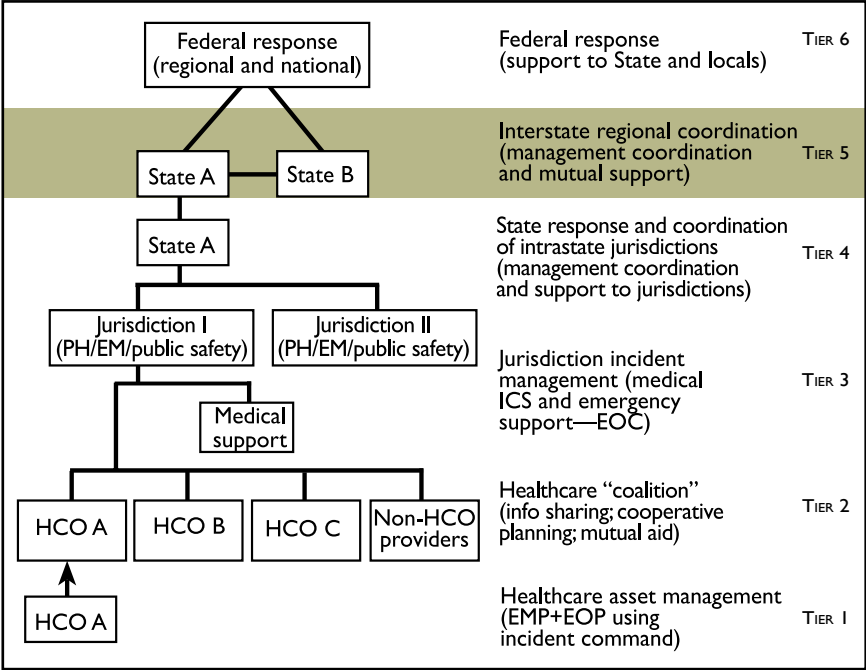 Federal response
(regional and national)
Federal response
(support to State and locals)
TIER 6
State A
State B
Interstate regional coordination
(management coordination
and mutual support)
TIER 5
State A
State response and coordination
of intrastate jurisdictions
(management coordination
and support to jurisdictions)
TIER 4
Jurisdiction I
(PH/EM/public safety)
Jurisdiction II
(PH/EM/public safety)
Medical
support
Jurisdiction incident
management (medical
ICS and emergency
support—EOC)
TIER 3
HCO A
HCO B
HCO C
Non-HCO
providers
Healthcare “coalition”
(info sharing; cooperative
planning; mutual aid)
TIER 2
HCO A
Healthcare asset management
(EMP+EOP using
incident command)
TIER 1